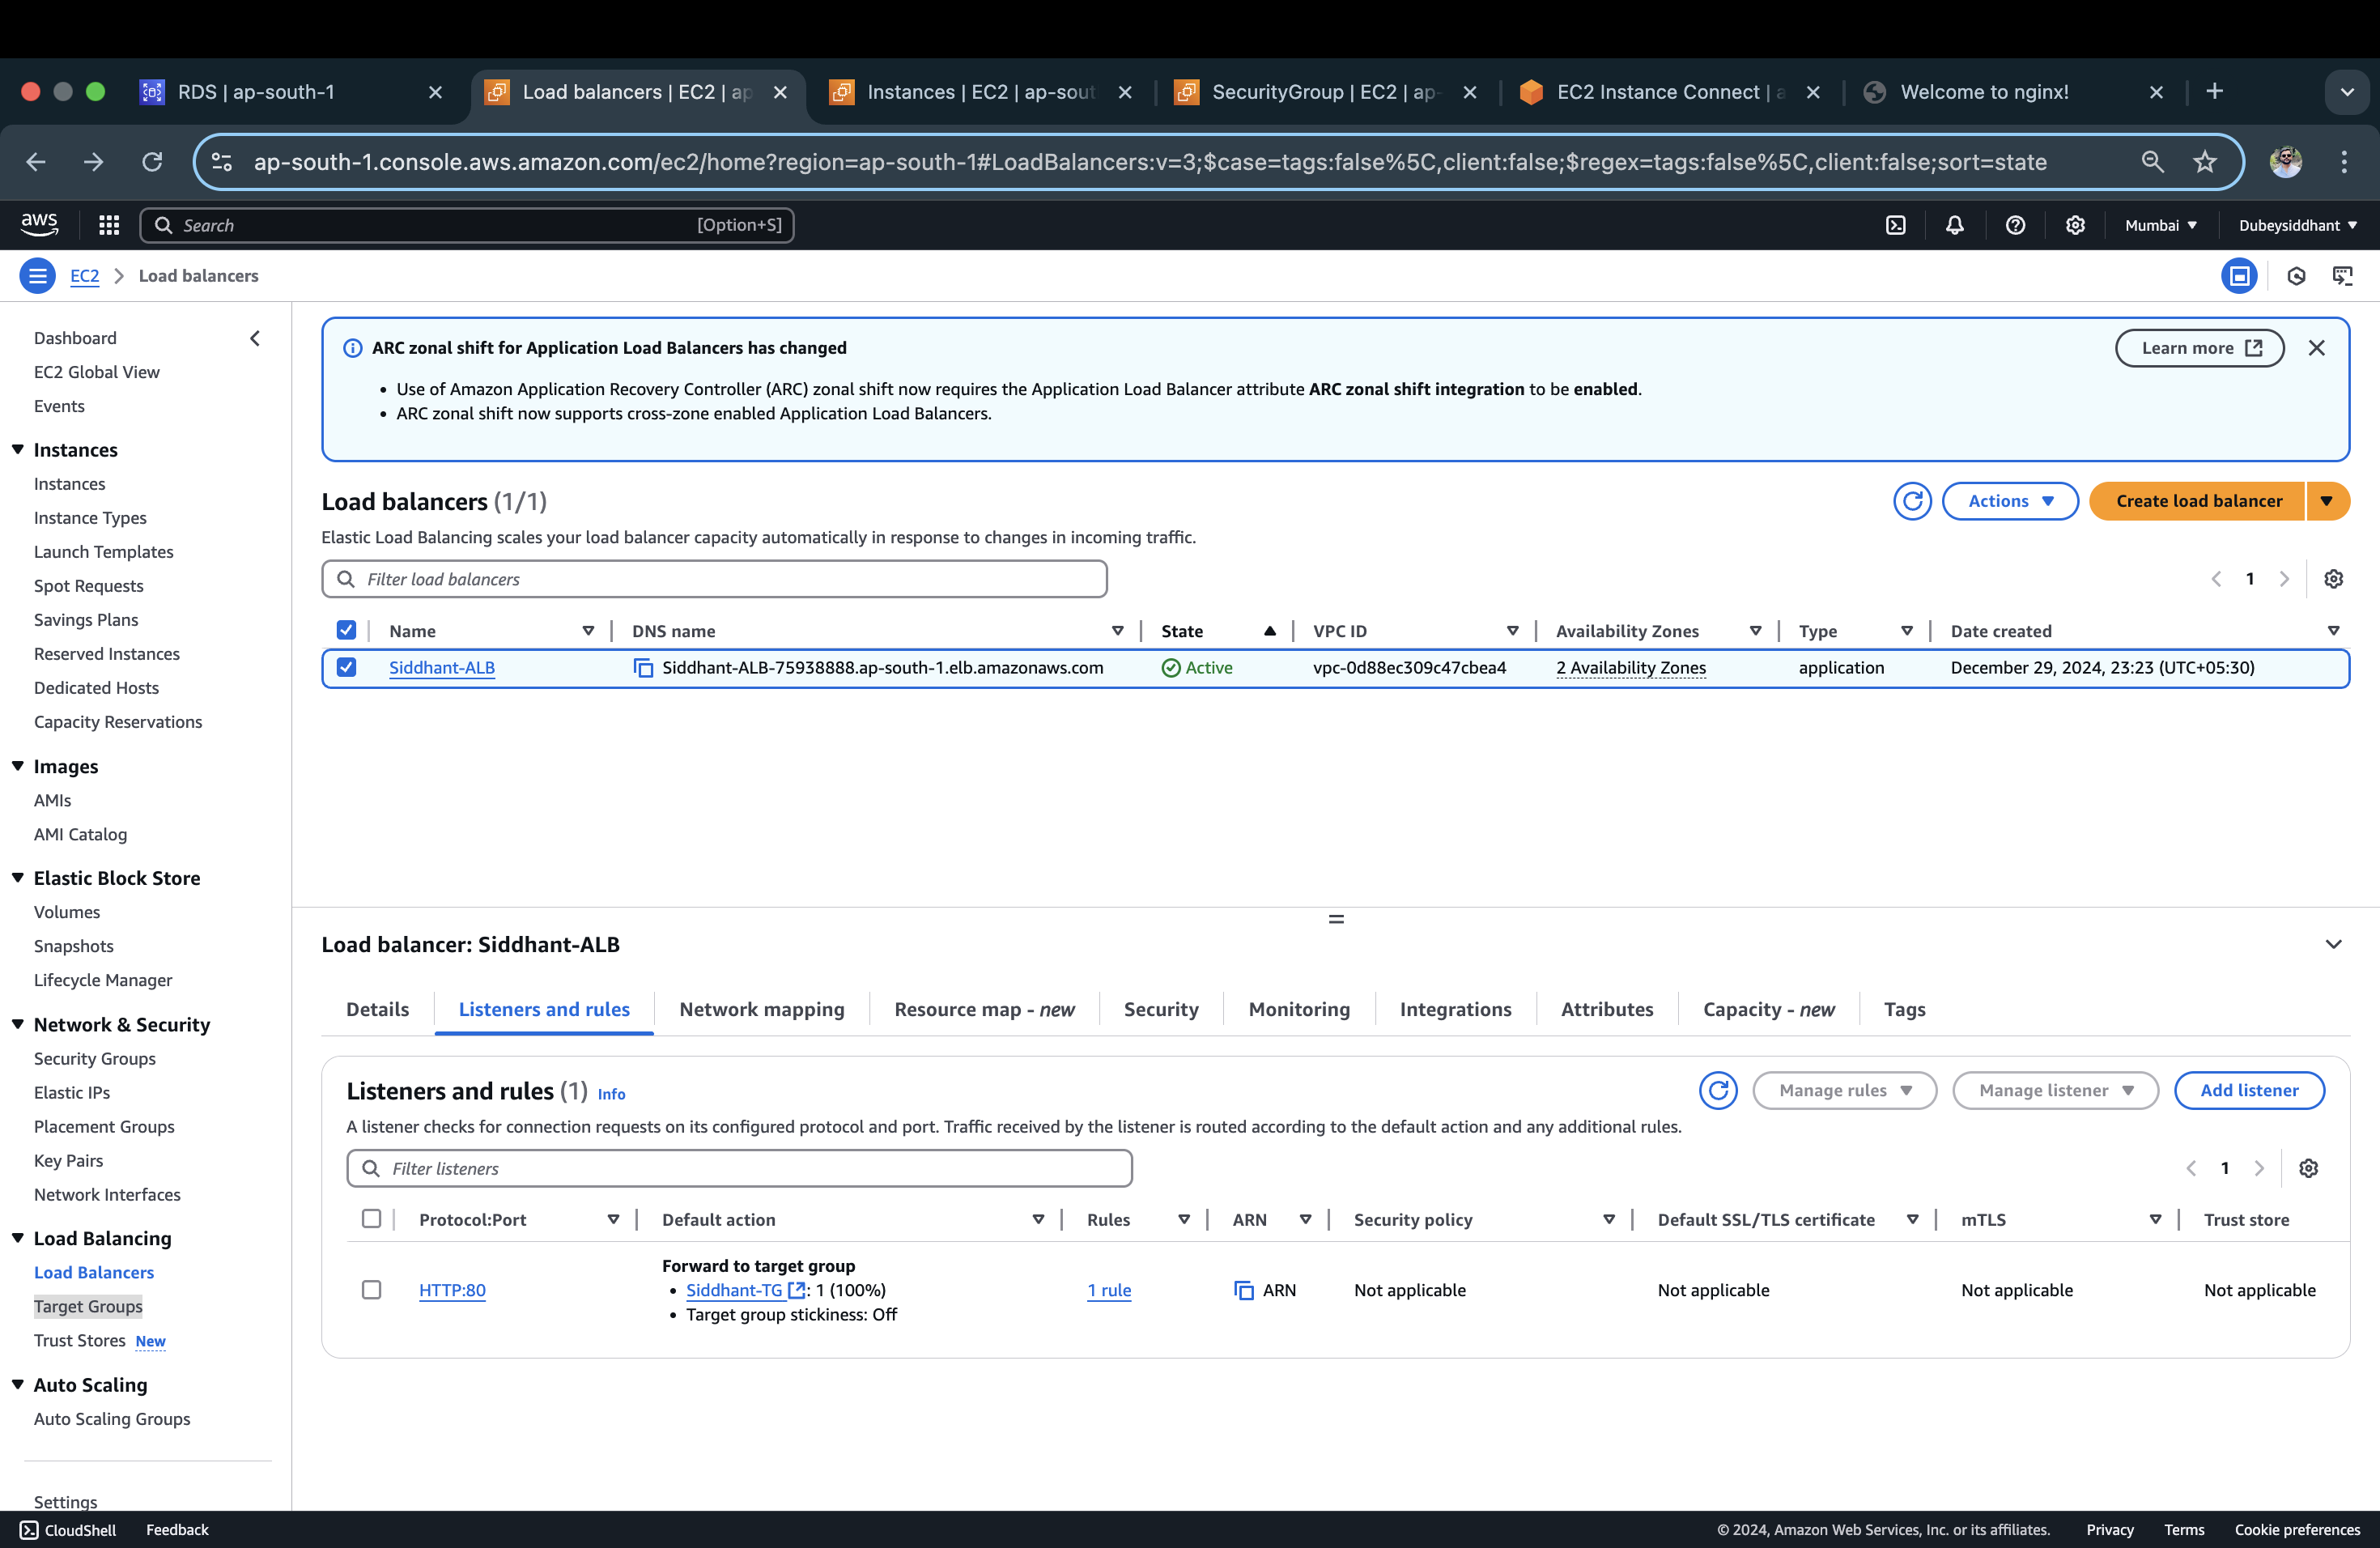 RDS | ap-south-1
Load balancers | EC2 | ap
Instances | EC2 | ap-sout
SecurityGroup | EC2 | ap-
EC2 Instance Connect | a
Welcome to nginx!
ap-south-1.console.aws.amazon.com/ec2/home?region=ap-south-1#LoadBalancers:v=3;$case=tags:false%5C,client:false;$regex=tags:false%5C,client:false;sort=state
aws
Search
[Option+S]
Mumbai
Dubeysiddhant
EC2
Load balancers
Dashboard
EC2 Global View
Events
Instances
Instances
Instance Types
Launch Templates
Spot Requests
Savings Plans
Reserved Instances
Dedicated Hosts
Capacity Reservations
Images
AMIs
AMI Catalog
Elastic Block Store
Volumes
Snapshots
Lifecycle Manager
Network & Security
Security Groups
Elastic IPs
Placement Groups
Key Pairs
Network Interfaces
Load Balancing
Load Balancers
Target Groups
Trust Stores New
Auto Scaling
Auto Scaling Groups
Settings
ARC zonal shift for Application Load Balancers has changed
Learn more
• Use of Amazon Application Recovery Controller (ARC) zonal shift now requires the Application Load Balancer attribute ARC zonal shift integration to be enabled.
• ARC zonal shift now supports cross-zone enabled Application Load Balancers.
Load balancers (1/1)
Actions
Create load balancer
Elastic Load Balancing scales your load balancer capacity automatically in response to changes in incoming traffic.
Filter load balancers
1
Name DNS name State VPC ID Availability Zones Type Date created
Siddhant-ALB Siddhant-ALB-75938888.ap-south-1.elb.amazonaws.com Active vpc-0d88ec309c47cbea4 2 Availability Zones application December 29, 2024, 23:23 (UTC+05:30)
Load balancer: Siddhant-ALB
Details Listeners and rules Network mapping Resource map - new Security Monitoring Integrations Attributes Capacity - new Tags
Listeners and rules (1) Info
Manage rules
Manage listener
Add listener
A listener checks for connection requests on its configured protocol and port. Traffic received by the listener is routed according to the default action and any additional rules.
Filter listeners
1
Protocol:Port Default action Rules ARN Security policy Default SSL/TLS certificate mTLS Trust store
Forward to target group
HTTP:80 • Siddhant-TG : 1 (100%) 1 rule ARN Not applicable Not applicable Not applicable Not applicable
• Target group stickiness: Off
CloudShell
Feedback
© 2024, Amazon Web Services, Inc. or its affiliates.
Privacy
Terms
Cookie preferences